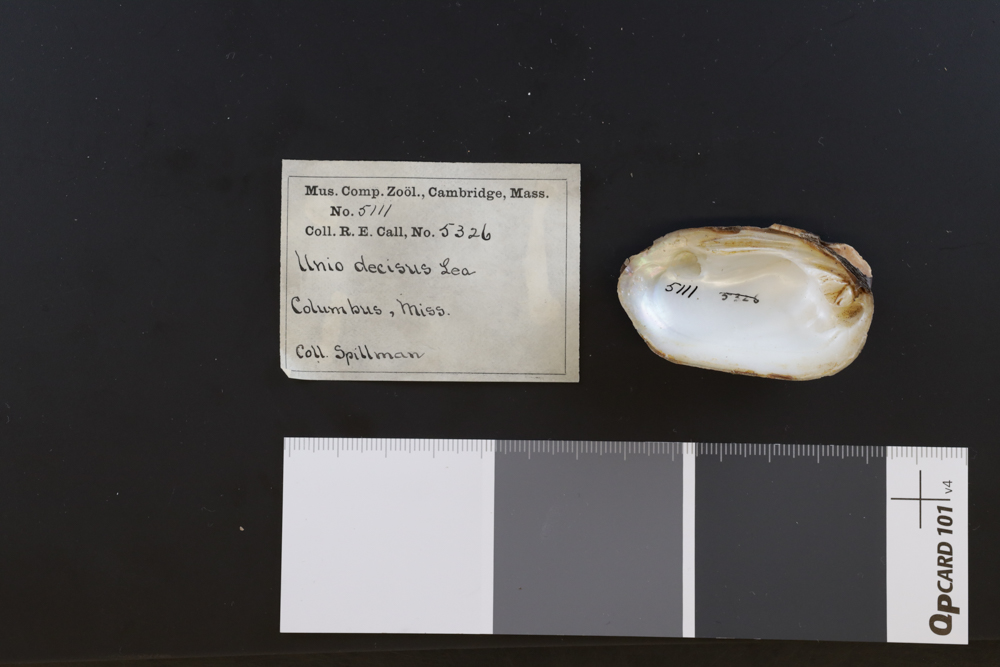 Mus. Comp. Zoöl., Cambridge, Mass.
No. 5111
Coll. R. E. Call, No. 5326
Unio decisus Lea
Columbus, Miss.
Coll. Spillman
5111. 5326
QPCARD 101 v4